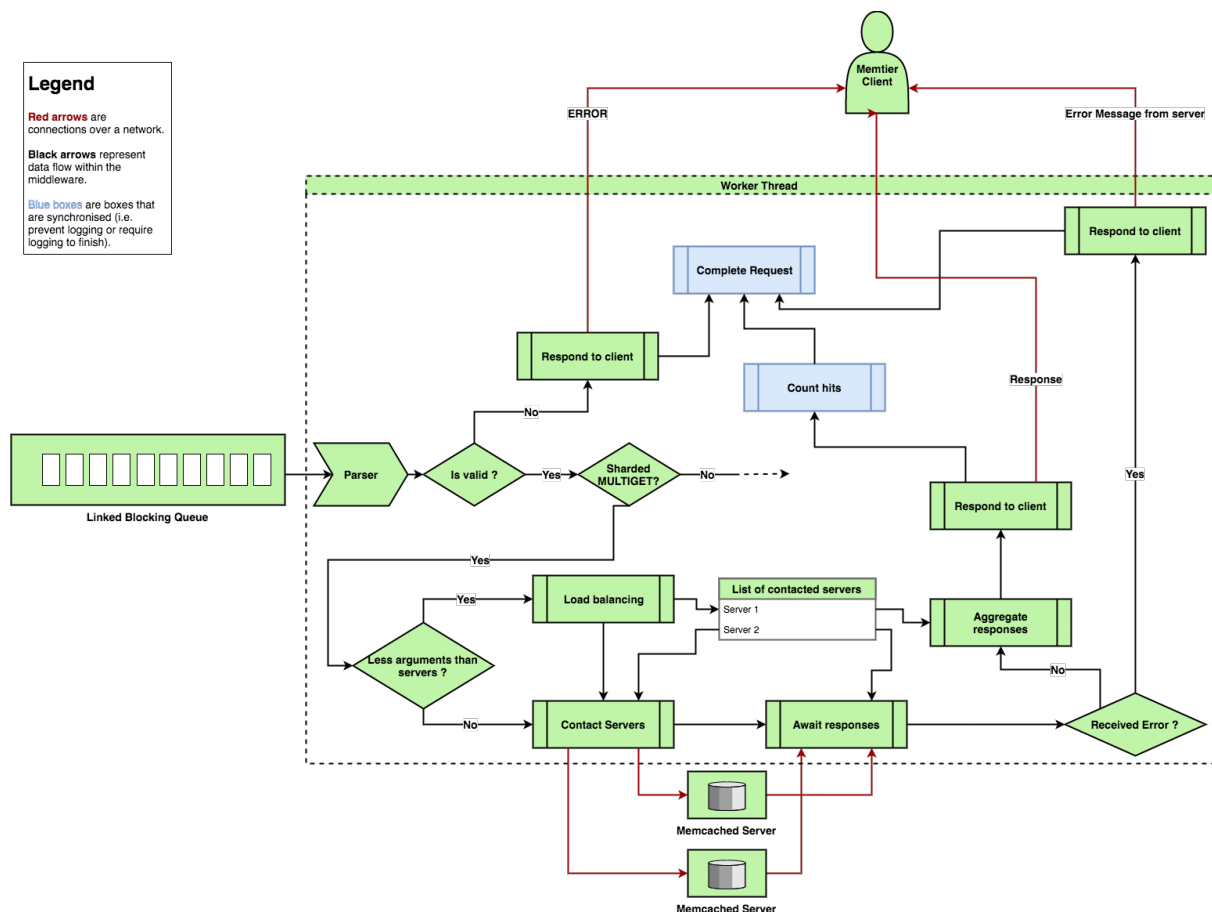 Memtier
Client
Legend
Red arrows are
connections over a network.
Black arrows represent
data flow within the
middleware.
Blue boxes are boxes that
are synchronised (i.e.
prevent logging or require
logging to finish).
ERROR
Error Message from server
Worker Thread
Respond to client
Complete Request
Respond to client
Count hits
Response
No
Parser
Is valid ?
Yes
Sharded
MULTIGET?
No
Yes
Respond to client
Linked Blocking Queue
Yes
Yes
Load balancing
List of contacted servers
Server 1
Server 2
Aggregate
responses
Less arguments than
servers ?
No
No
Contact Servers
Await responses
Received Error ?
Memcached Server
Memcached Server